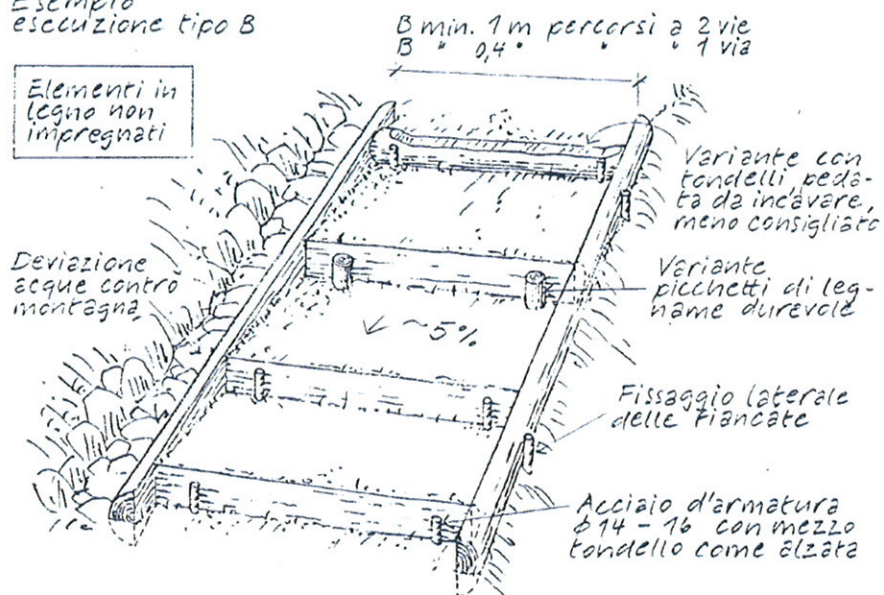 Esempio
esecuzione tipo B
B min. 1 m percorsi a 2 vie
B " 0,4 " " " 1 via
Elementi in
legno non
impregnati
Variante con
tondelli, peda-
ta da incavare,
meno consigliato
Deviazione
acque contro
montagna
Variante
picchetti di leg-
name durevole
~5%
Fissaggio laterale
delle fiancate
Acciaio d'armatura
ϕ 14 - 16 con mezzo
tondello come alzata